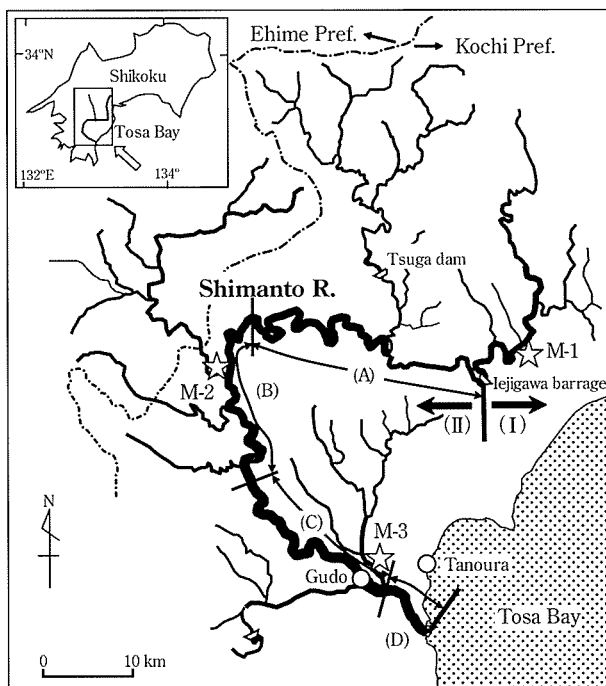 Ehime Pref.
Kochi Pref.
34°N
Shikoku
Tosa Bay
132°E
134°
Tsuga dam
Shimanto R.
M-1
M-2
Iejigawa barrage
(A)
(B)
(II)
(I)
N
(C)
M-3
Gudo
Tanoura
Tosa Bay
(D)
0
10 km